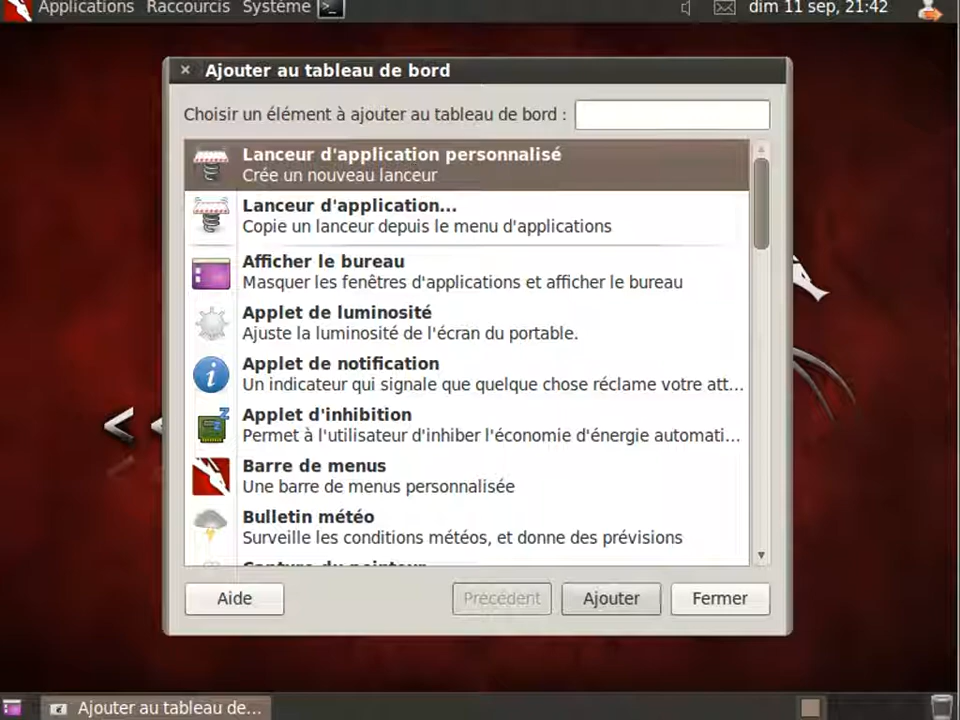 Applications Raccourcis Système dim 11 sep, 21:42
Ajouter au tableau de bord
Choisir un élément à ajouter au tableau de bord :
Lanceur d'application personnalisé
Crée un nouveau lanceur
Lanceur d'application...
Copie un lanceur depuis le menu d'applications
Afficher le bureau
Masquer les fenêtres d'applications et afficher le bureau
Applet de luminosité
Ajuste la luminosité de l'écran du portable.
Applet de notification
Un indicateur qui signale que quelque chose réclame votre att...
Applet d'inhibition
Permet à l'utilisateur d'inhiber l'économie d'énergie automati...
Barre de menus
Une barre de menus personnalisée
Bulletin météo
Surveille les conditions météos, et donne des prévisions
Capture du pointeur
Aide Précédent Ajouter Fermer
Ajouter au tableau de...